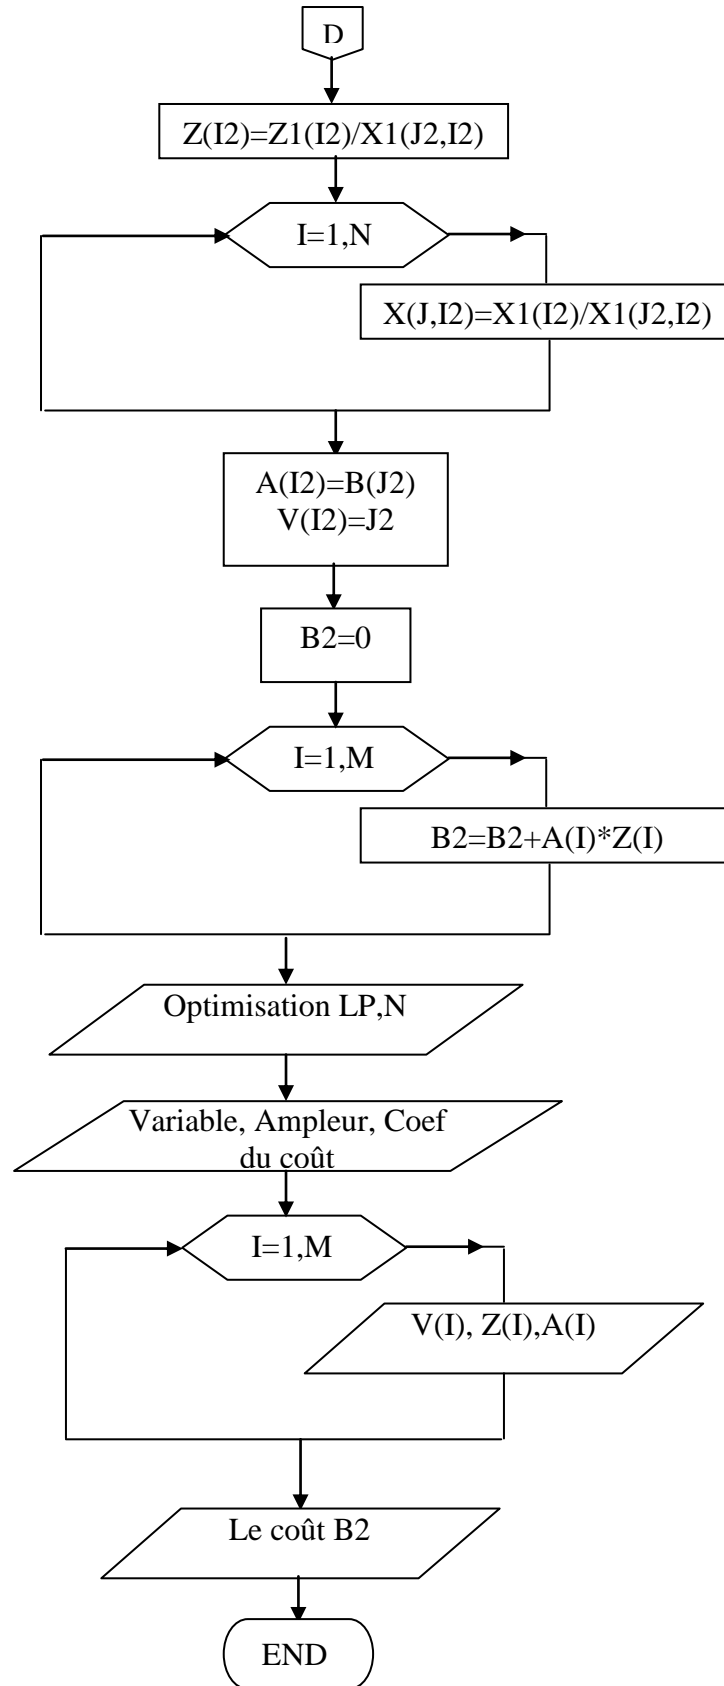 D
Z(I2)=Z1(I2)/X1(J2,I2)
I=1,N
X(J,I2)=X1(I2)/X1(J2,I2)
A(I2)=B(J2)
V(I2)=J2
B2=0
I=1,M
B2=B2+A(I)*Z(I)
Optimisation LP,N
Variable, Ampleur, Coef
du coût
I=1,M
V(I), Z(I),A(I)
Le coût B2
END